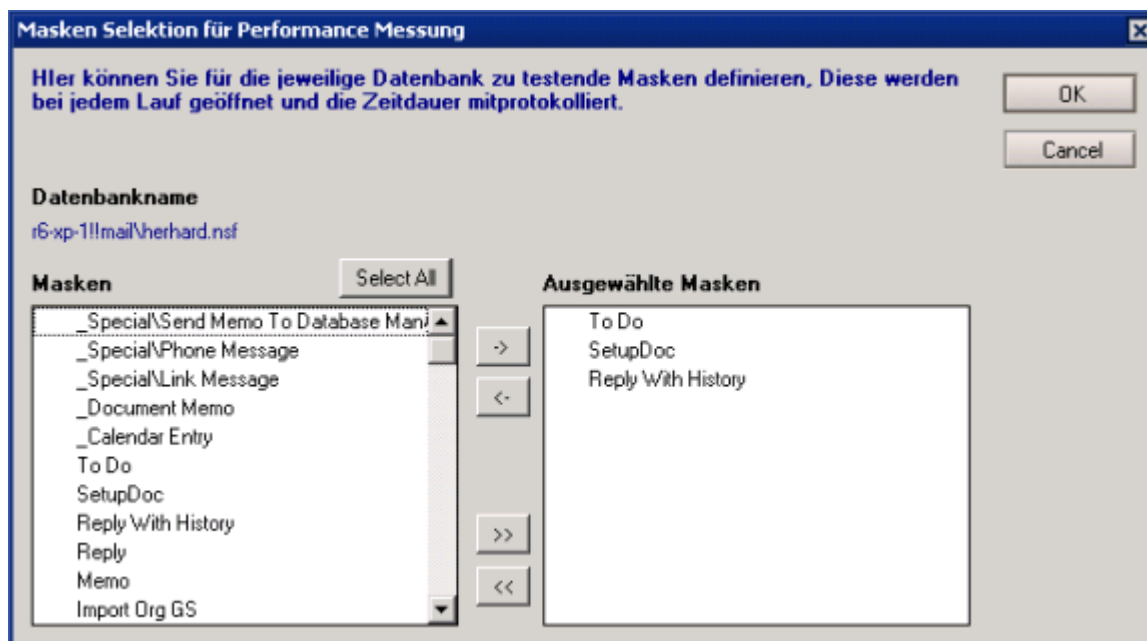 Masken Selektion für Performance Messung
HIer können Sie für die jeweilige Datenbank zu testende Masken definieren, Diese werden
bei jedem Lauf geöffnet und die Zeitdauer mitprotokolliert.
OK
Cancel
Datenbankname
r6-xp-1!!mail\herhard.nsf
Masken
Select All
_Special\Send Memo To Database Man
_Special\Phone Message
_Special\Link Message
_Document Memo
_Calendar Entry
To Do
SetupDoc
Reply With History
Reply
Memo
Import Org GS
->
<-
>>
<<
Ausgewählte Masken
To Do
SetupDoc
Reply With History